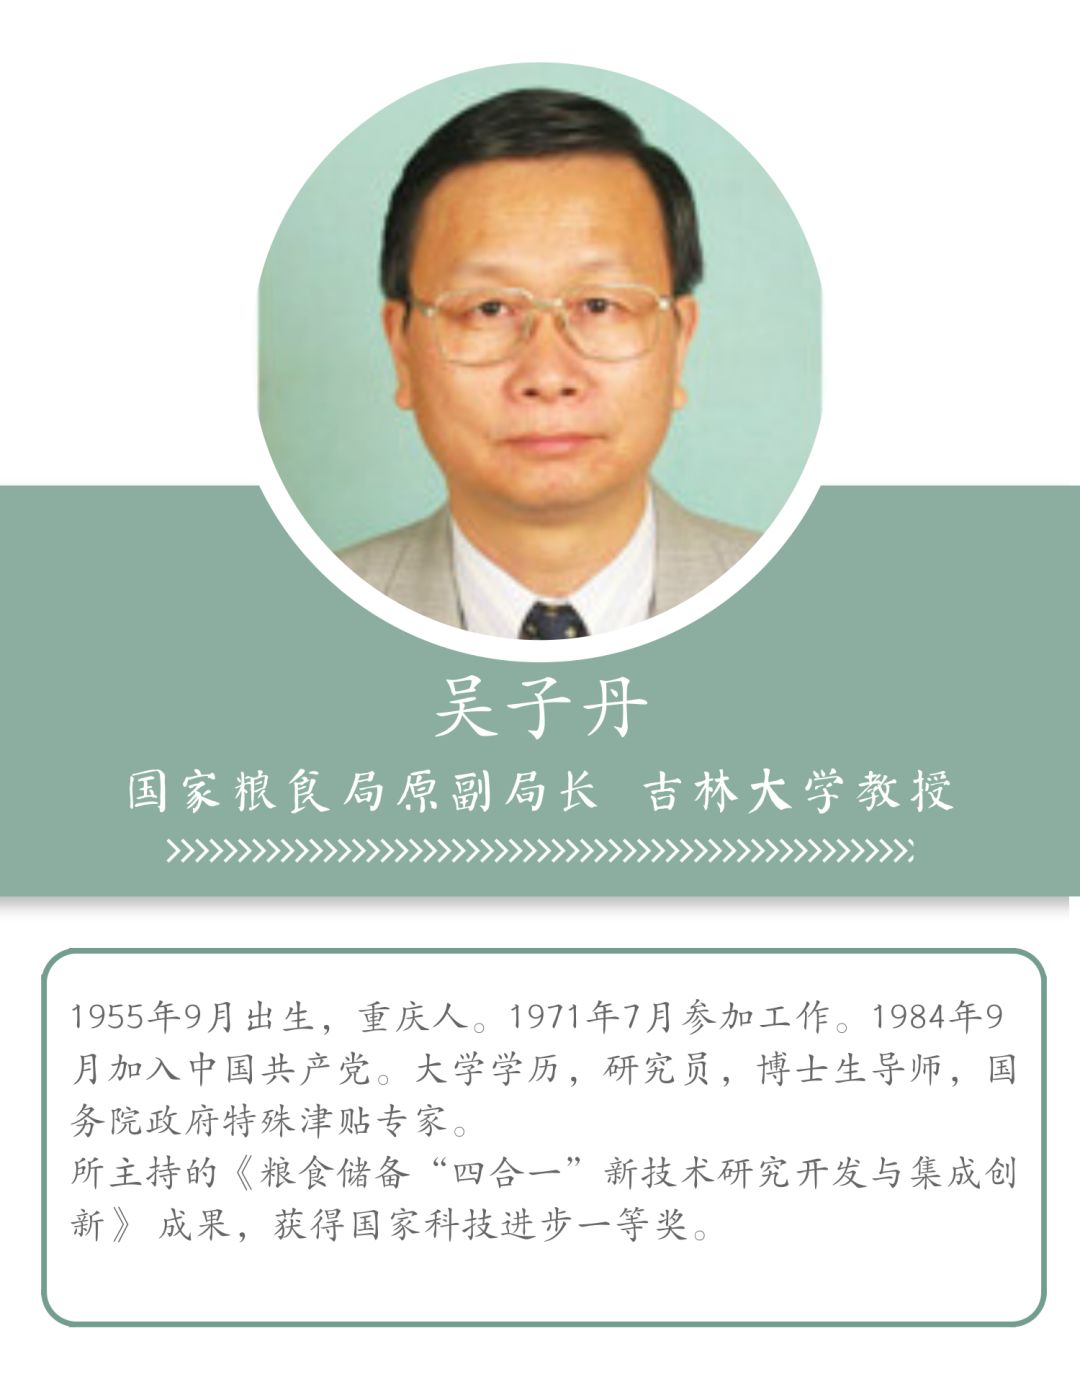 吴子丹
国家粮食局原副局长 吉林大学教授
1955年9月出生，重庆人。1971年7月参加工作。1984年9
月加入中国共产党。大学学历，研究员，博士生导师，国
务院政府特殊津贴专家。
所主持的《粮食储备“四合一”新技术研究开发与集成创
新》 成果，获得国家科技进步一等奖。